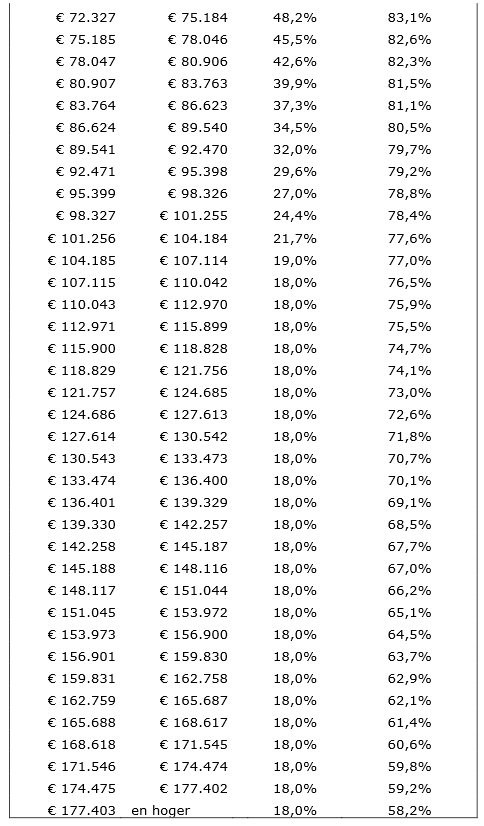 € 72.327 € 75.184 48,2% 83,1%
€ 75.185 € 78.046 45,5% 82,6%
€ 78.047 € 80.906 42,6% 82,3%
€ 80.907 € 83.763 39,9% 81,5%
€ 83.764 € 86.623 37,3% 81,1%
€ 86.624 € 89.540 34,5% 80,5%
€ 89.541 € 92.470 32,0% 79,7%
€ 92.471 € 95.398 29,6% 79,2%
€ 95.399 € 98.326 27,0% 78,8%
€ 98.327 € 101.255 24,4% 78,4%
€ 101.256 € 104.184 21,7% 77,6%
€ 104.185 € 107.114 19,0% 77,0%
€ 107.115 € 110.042 18,0% 76,5%
€ 110.043 € 112.970 18,0% 75,9%
€ 112.971 € 115.899 18,0% 75,5%
€ 115.900 € 118.828 18,0% 74,7%
€ 118.829 € 121.756 18,0% 74,1%
€ 121.757 € 124.685 18,0% 73,0%
€ 124.686 € 127.613 18,0% 72,6%
€ 127.614 € 130.542 18,0% 71,8%
€ 130.543 € 133.473 18,0% 70,7%
€ 133.474 € 136.400 18,0% 70,1%
€ 136.401 € 139.329 18,0% 69,1%
€ 139.330 € 142.257 18,0% 68,5%
€ 142.258 € 145.187 18,0% 67,7%
€ 145.188 € 148.116 18,0% 67,0%
€ 148.117 € 151.044 18,0% 66,2%
€ 151.045 € 153.972 18,0% 65,1%
€ 153.973 € 156.900 18,0% 64,5%
€ 156.901 € 159.830 18,0% 63,7%
€ 159.831 € 162.758 18,0% 62,9%
€ 162.759 € 165.687 18,0% 62,1%
€ 165.688 € 168.617 18,0% 61,4%
€ 168.618 € 171.545 18,0% 60,6%
€ 171.546 € 174.474 18,0% 59,8%
€ 174.475 € 177.402 18,0% 59,2%
€ 177.403 en hoger 18,0% 58,2%